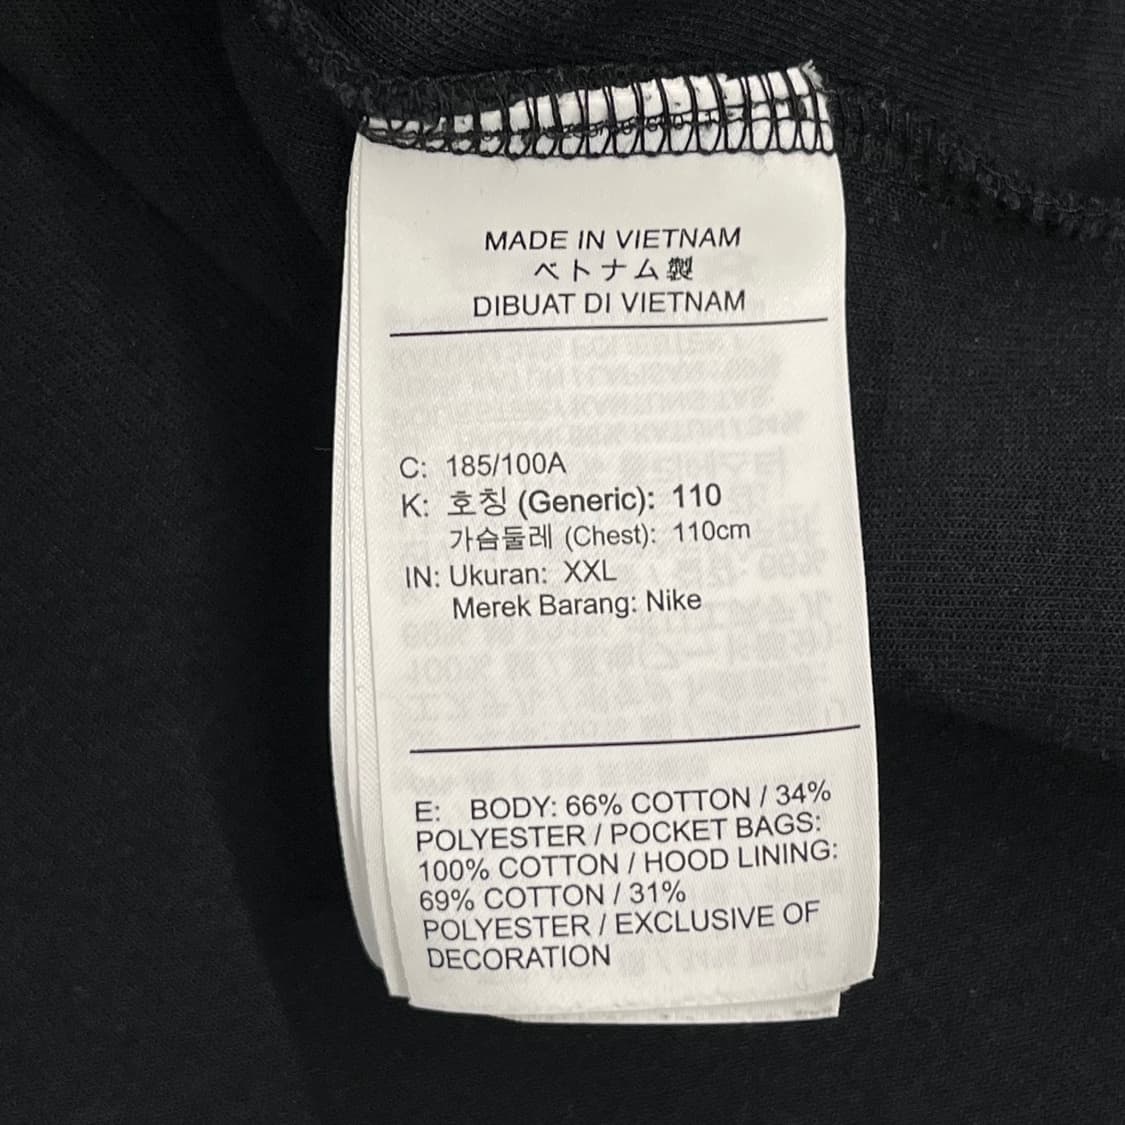 MADE IN VIETNAM
ベトナム製
DIBUAT DI VIETNAM
C: 185/100A
K: 호칭 (Generic): 110
가슴둘레 (Chest): 110cm
IN: Ukuran: XXL
Merek Barang: Nike
E: BODY: 66% COTTON / 34%
POLYESTER / POCKET BAGS:
100% COTTON / HOOD LINING:
69% COTTON / 31%
POLYESTER / EXCLUSIVE OF
DECORATION